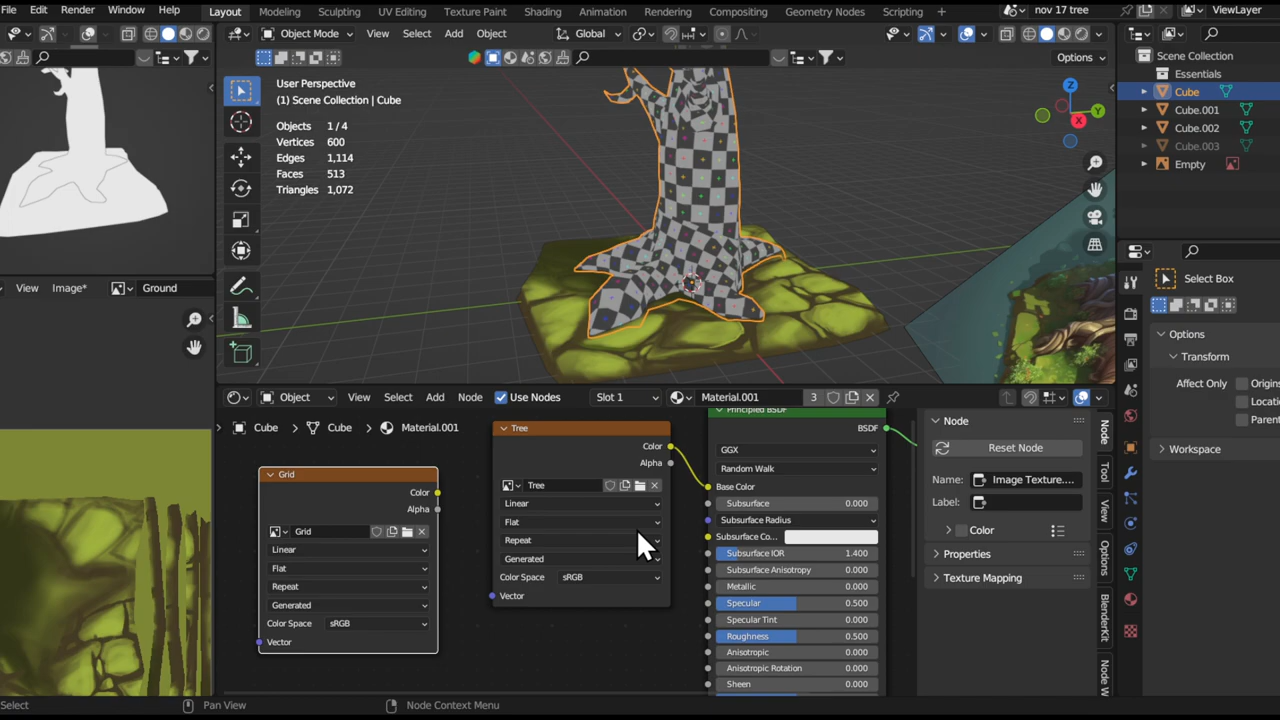 File Edit Render Window Help Layout Modeling Sculpting UV Editing Texture Paint Shading Animation Rendering Compositing Geometry Nodes Scripting + nov 17 tree ViewLayer
Object Mode View Select Add Object Global
Options
User Perspective
(1) Scene Collection | Cube
Objects 1 / 4
Vertices 600
Edges 1,114
Faces 513
Triangles 1,072
Z
Y
X
Scene Collection
Essentials
Cube
Cube.001
Cube.002
Cube.003
Empty
View Image* Ground
Select Box
Options
Transform
Affect Only Origins
Locati
Parent
Workspace
Object View Select Add Node Use Nodes Slot 1 Material.001 3
Cube Cube Material.001
Grid
Color
Alpha
Grid
Linear
Flat
Repeat
Generated
Color Space sRGB
Vector
Tree
Color
Alpha
Tree
Linear
Flat
Repeat
Generated
Color Space sRGB
Vector
Principled BSDF
BSDF
GGX
Random Walk
Base Color
Subsurface 0.000
Subsurface Radius
Subsurface Co...
Subsurface IOR 1.400
Subsurface Anisotropy 0.000
Metallic 0.000
Specular 0.500
Specular Tint 0.000
Roughness 0.500
Anisotropic 0.000
Anisotropic Rotation 0.000
Sheen 0.000
Node
Reset Node
Name: Image Texture....
Label:
Color
Properties
Texture Mapping
Node
Tool
View
Options
BlenderKit
Node W
Select Pan View Node Context Menu